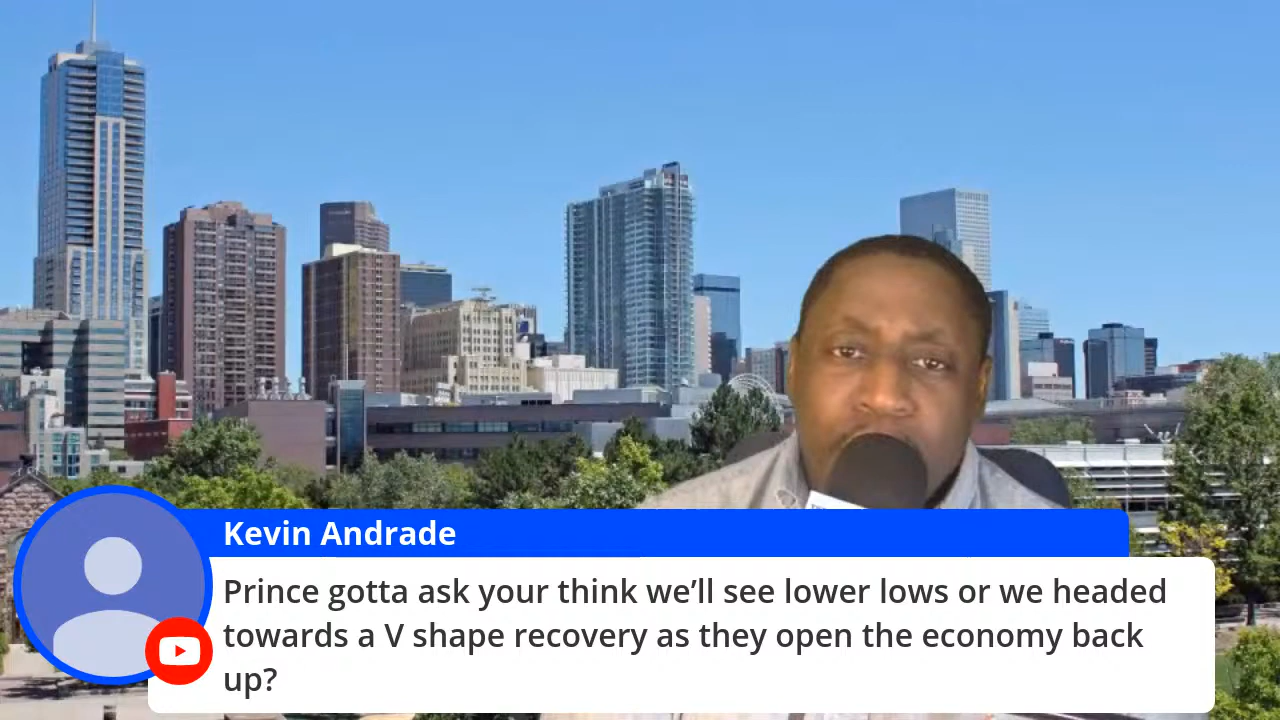 Kevin Andrade
Prince gotta ask your think we’ll see lower lows or we headed
towards a V shape recovery as they open the economy back
up?